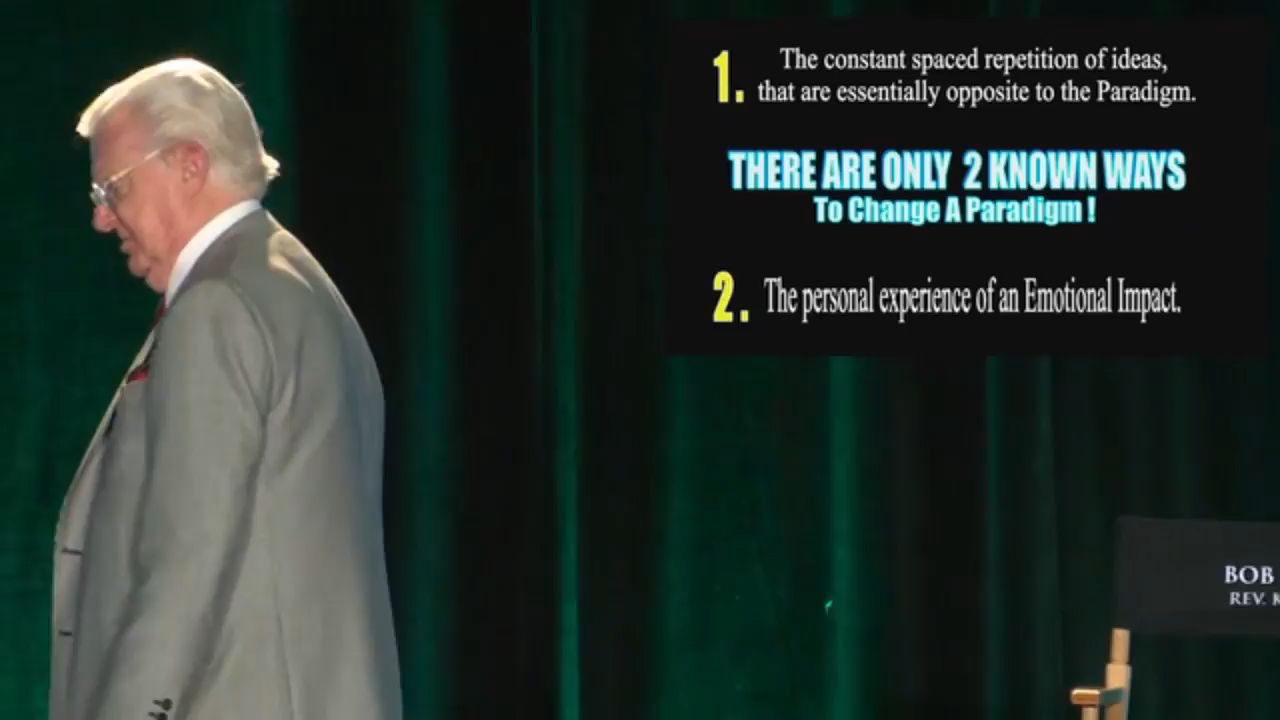 1. The constant spaced repetition of ideas,
that are essentially opposite to the Paradigm.
THERE ARE ONLY 2 KNOWN WAYS
To Change A Paradigm !
2. The personal experience of an Emotional Impact.
BOB
REV. K